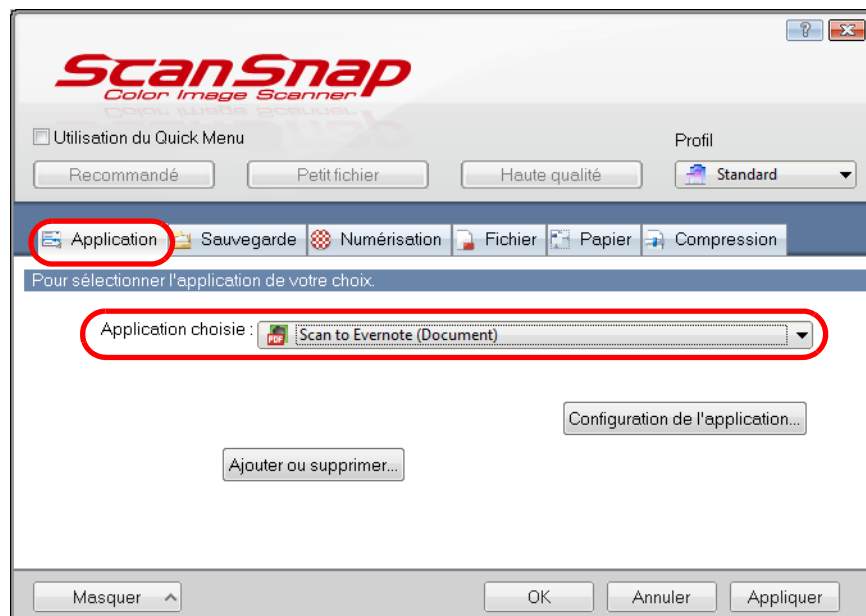 ScanSnap
Color Image Scanner
Utilisation du Quick Menu
Profil
Recommandé Petit fichier Haute qualité Standard
Application Sauvegarde Numérisation Fichier Papier Compression
Pour sélectionner l'application de votre choix.
Application choisie : PDF Scan to Evernote (Document)
Configuration de l'application...
Ajouter ou supprimer...
Masquer OK Annuler Appliquer